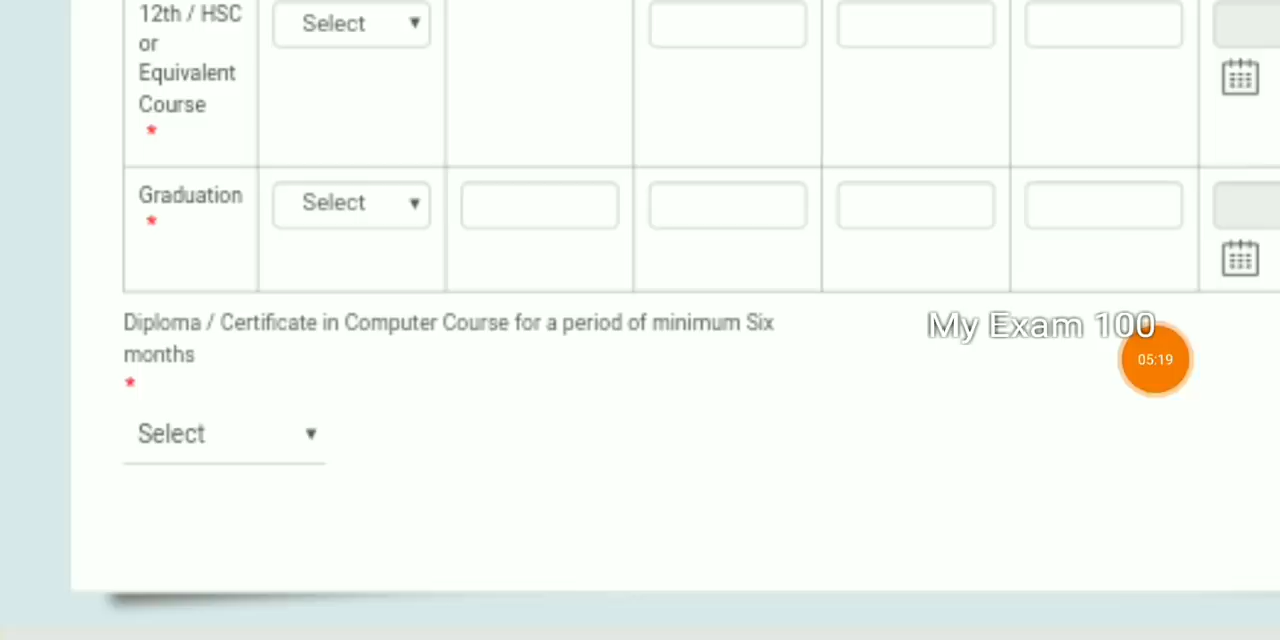 12th / HSC
or
Equivalent
Course
*
Select
Graduation
*
Select
Diploma / Certificate in Computer Course for a period of minimum Six
months
*
Select
My Exam 100
05:19